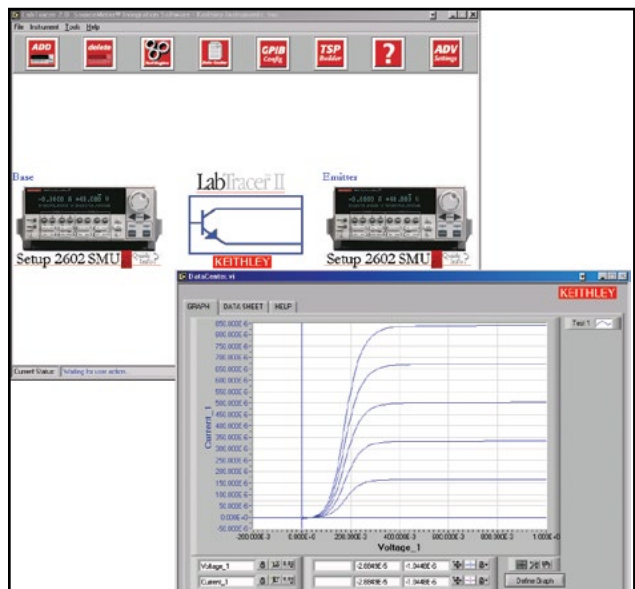 LabTracer 2.0 SourceMeter® Integration Software - Keithley Instruments, Inc.
File Instrument Tools Help
ADD
delete
GPIB
Config
TSP
Builder
?
ADV
Settings
Base
LabTracer II
Emitter
KEITHLEY
Setup 2602 SMU
Setup 2602 SMU
Current Status: Waiting for user action.
DataCenter.vi
KEITHLEY
GRAPH DATA SHEET HELP
Test 1
850.000E-6
800.000E-6
750.000E-6
700.000E-6
650.000E-6
600.000E-6
550.000E-6
500.000E-6
450.000E-6
400.000E-6
350.000E-6
300.000E-6
250.000E-6
200.000E-6
150.000E-6
100.000E-6
50.000E-6
0.000E+0
-50.000E-6
Current_1
-200.000E-3 0.000E+0 200.000E-3 400.000E-3 600.000E-3 800.000E-3 1.000E+0
Voltage_1
Voltage_1
Current_1
Define Graph